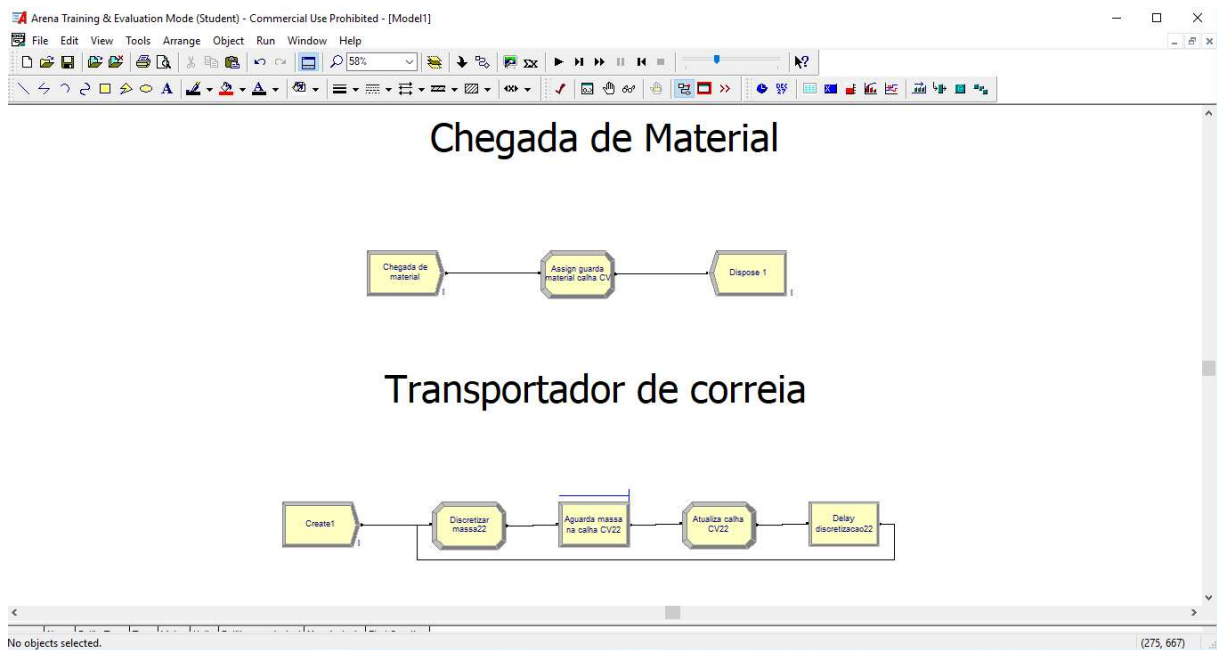 Arena Training & Evaluation Mode (Student) - Commercial Use Prohibited - [Model1]
File Edit View Tools Arrange Object Run Window Help
58%
Chegada de Material
Chegada de
material
Assign guarda
material calha CV
Dispose 1
Transportador de correia
Create1
Discretizar
massa22
Aguarda massa
na calha CV22
Atualiza calha
CV22
Delay
discretizacao22
No objects selected.
(275, 667)